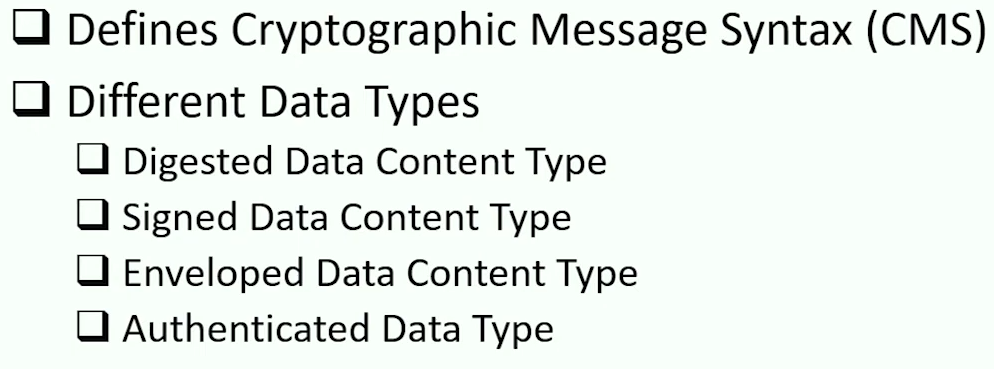 ❑ Defines Cryptographic Message Syntax (CMS)
❑ Different Data Types
❑ Digested Data Content Type
❑ Signed Data Content Type
❑ Enveloped Data Content Type
❑ Authenticated Data Type